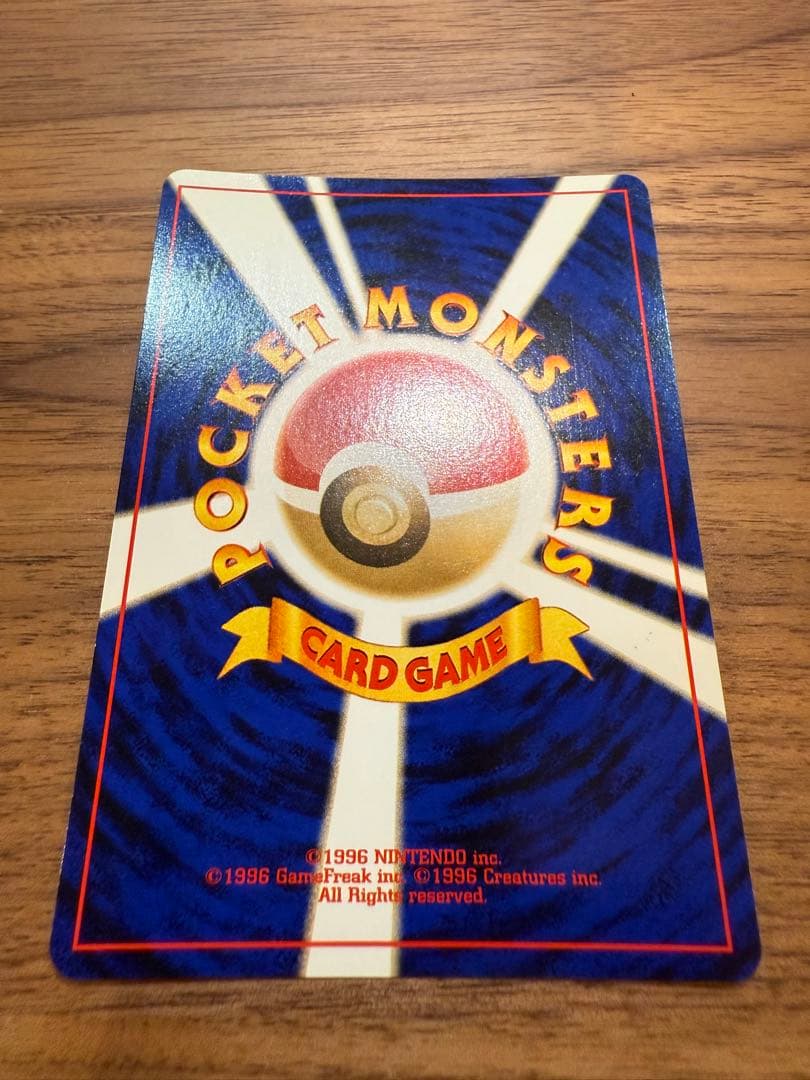 POCKET MONSTERS
CARD GAME
©1996 NINTENDO inc.
©1996 GameFreak inc. ©1996 Creatures inc.
All Rights reserved.